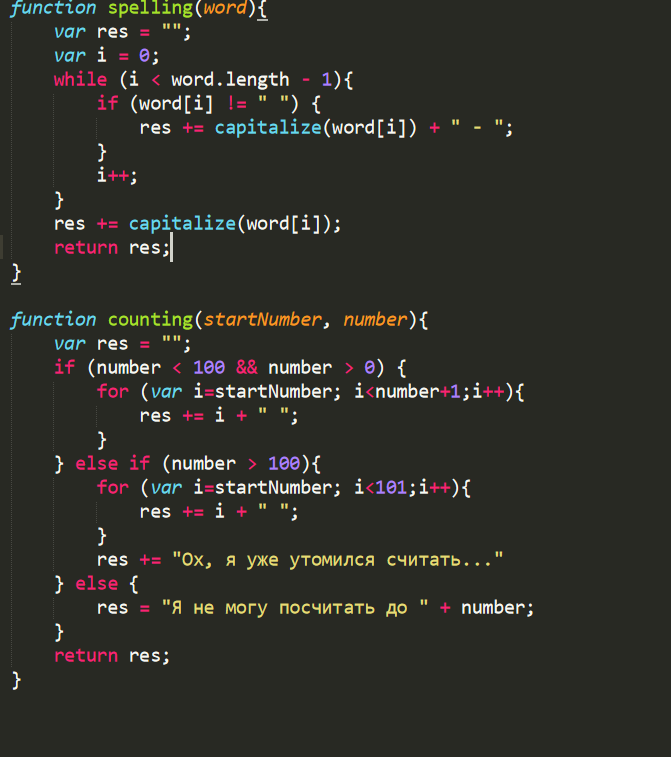 function spelling(word){
    var res = "";
    var i = 0;
    while (i < word.length - 1){
        if (word[i] != " ") {
            res += capitalize(word[i]) + " - ";
        }
        i++;
    }
    res += capitalize(word[i]);
    return res;
}

function counting(startNumber, number){
    var res = "";
    if (number < 100 && number > 0) {
        for (var i=startNumber; i<number+1;i++){
            res += i + " ";
        }
    } else if (number > 100){
        for (var i=startNumber; i<101;i++){
            res += i + " ";
        }
        res += "Ох, я уже утомился считать..."
    } else {
        res = "Я не могу посчитать до " + number;
    }
    return res;
}